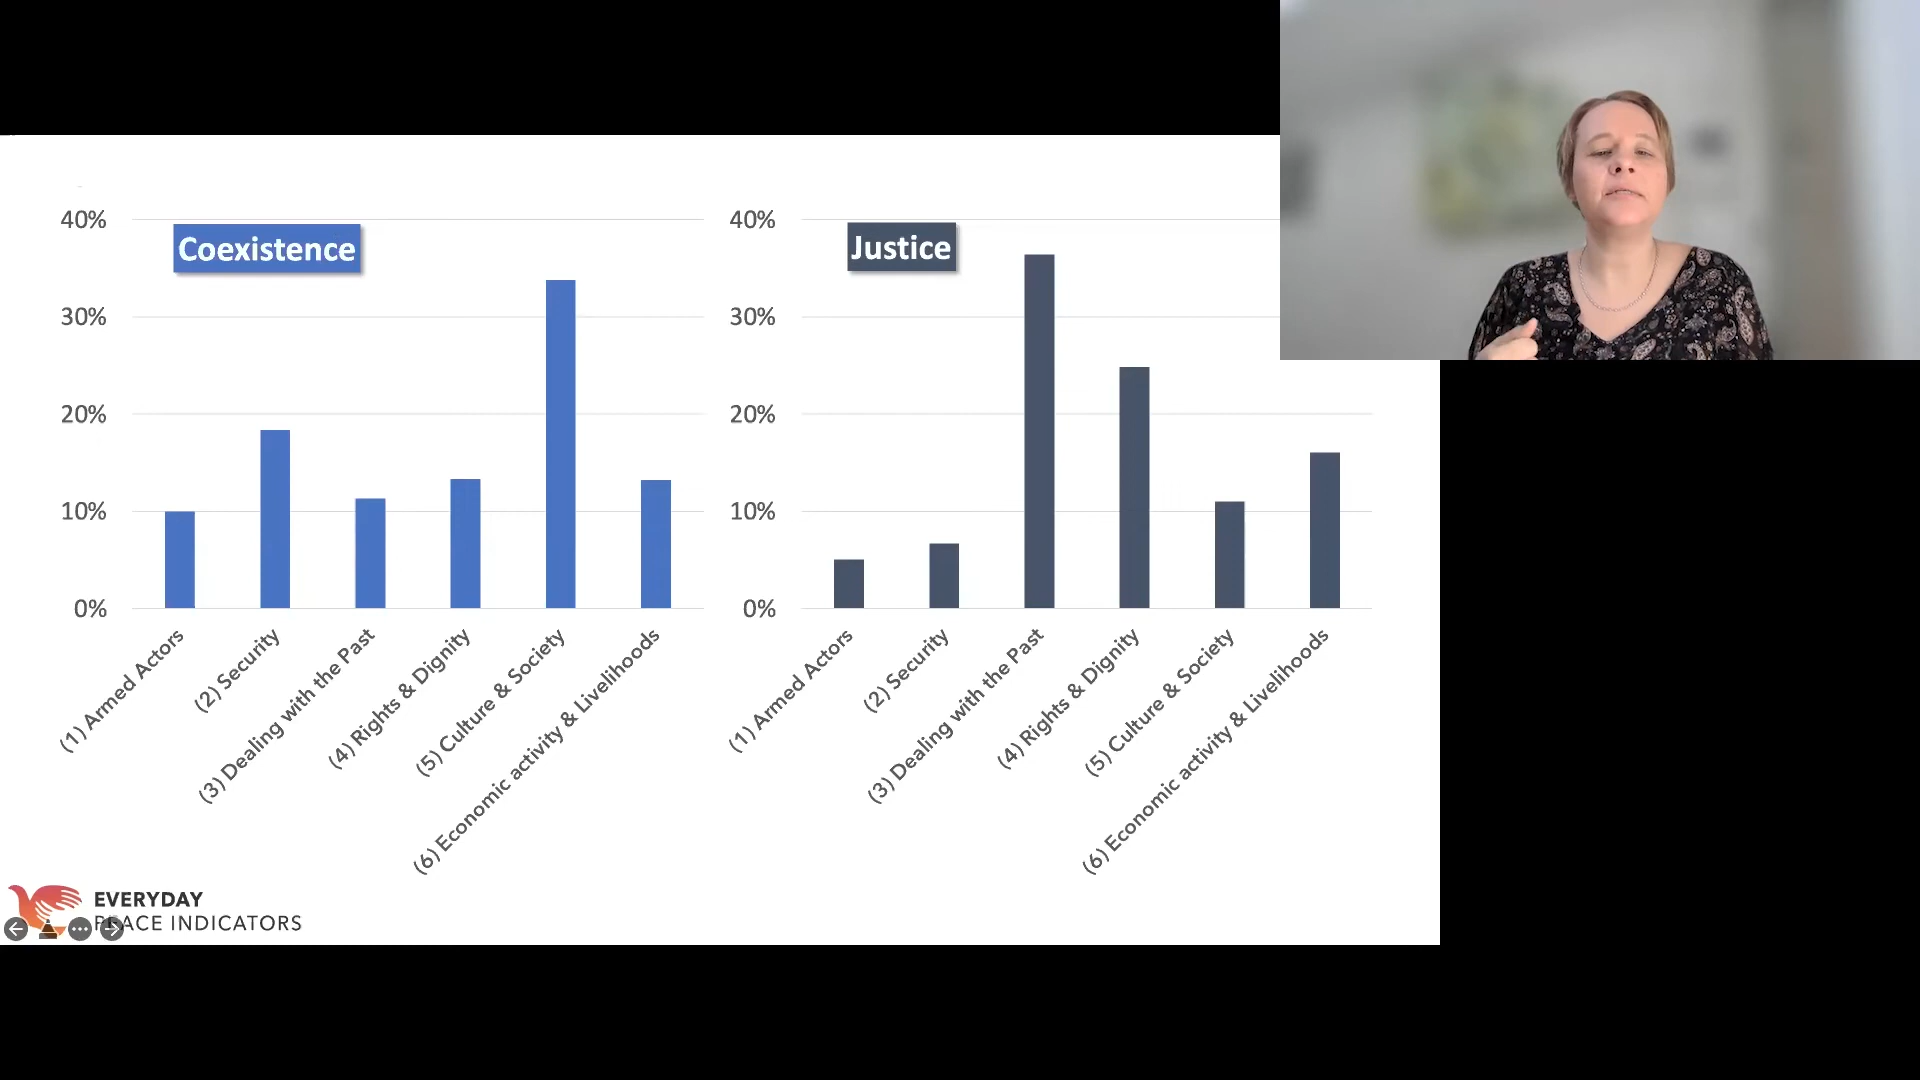 Coexistence
40%
30%
20%
10%
0%
(1) Armed Actors
(2) Security
(3) Dealing with the Past
(4) Rights & Dignity
(5) Culture & Society
(6) Economic activity & Livelihoods
Justice
40%
30%
20%
10%
0%
(1) Armed Actors
(2) Security
(3) Dealing with the Past
(4) Rights & Dignity
(5) Culture & Society
(6) Economic activity & Livelihoods
EVERYDAY
PEACE INDICATORS